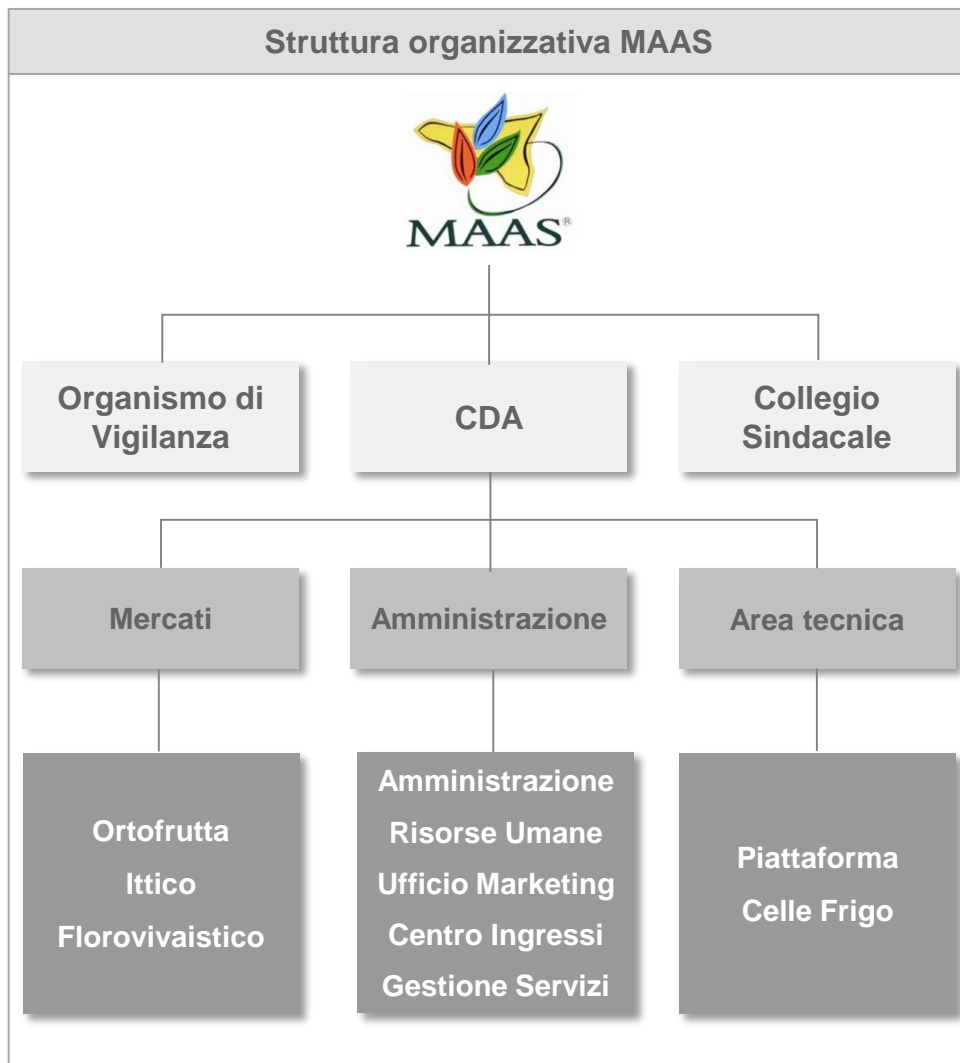 Struttura organizzativa MAAS
MAAS®
Organismo di
Vigilanza
CDA
Collegio
Sindacale
Mercati
Amministrazione
Area tecnica
Ortofrutta
Ittico
Florovivaistico
Amministrazione
Risorse Umane
Ufficio Marketing
Centro Ingressi
Gestione Servizi
Piattaforma
Celle Frigo